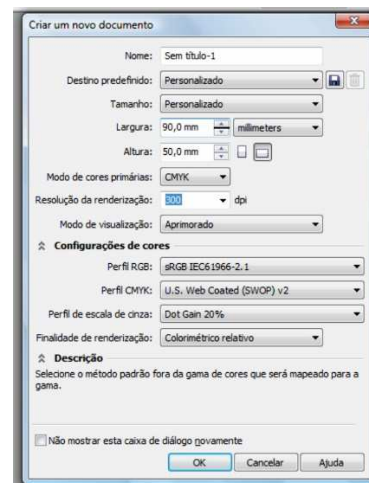 Criar um novo documento
Nome: Sem título-1
Destino predefinido: Personalizado
Tamanho: Personalizado
Largura: 90,0 mm millimeters
Altura: 50,0 mm
Modo de cores primárias: CMYK
Resolução da renderização: 300 dpi
Modo de visualização: Aprimorado
Configurações de cores
Perfil RGB: sRGB IEC61966-2.1
Perfil CMYK: U.S. Web Coated (SWOP) v2
Perfil de escala de cinza: Dot Gain 20%
Finalidade de renderização: Colorimétrico relativo
Descrição
Selecione o método padrão fora da gama de cores que será mapeado para a
gama.
Não mostrar esta caixa de diálogo novamente
OK Cancelar Ajuda